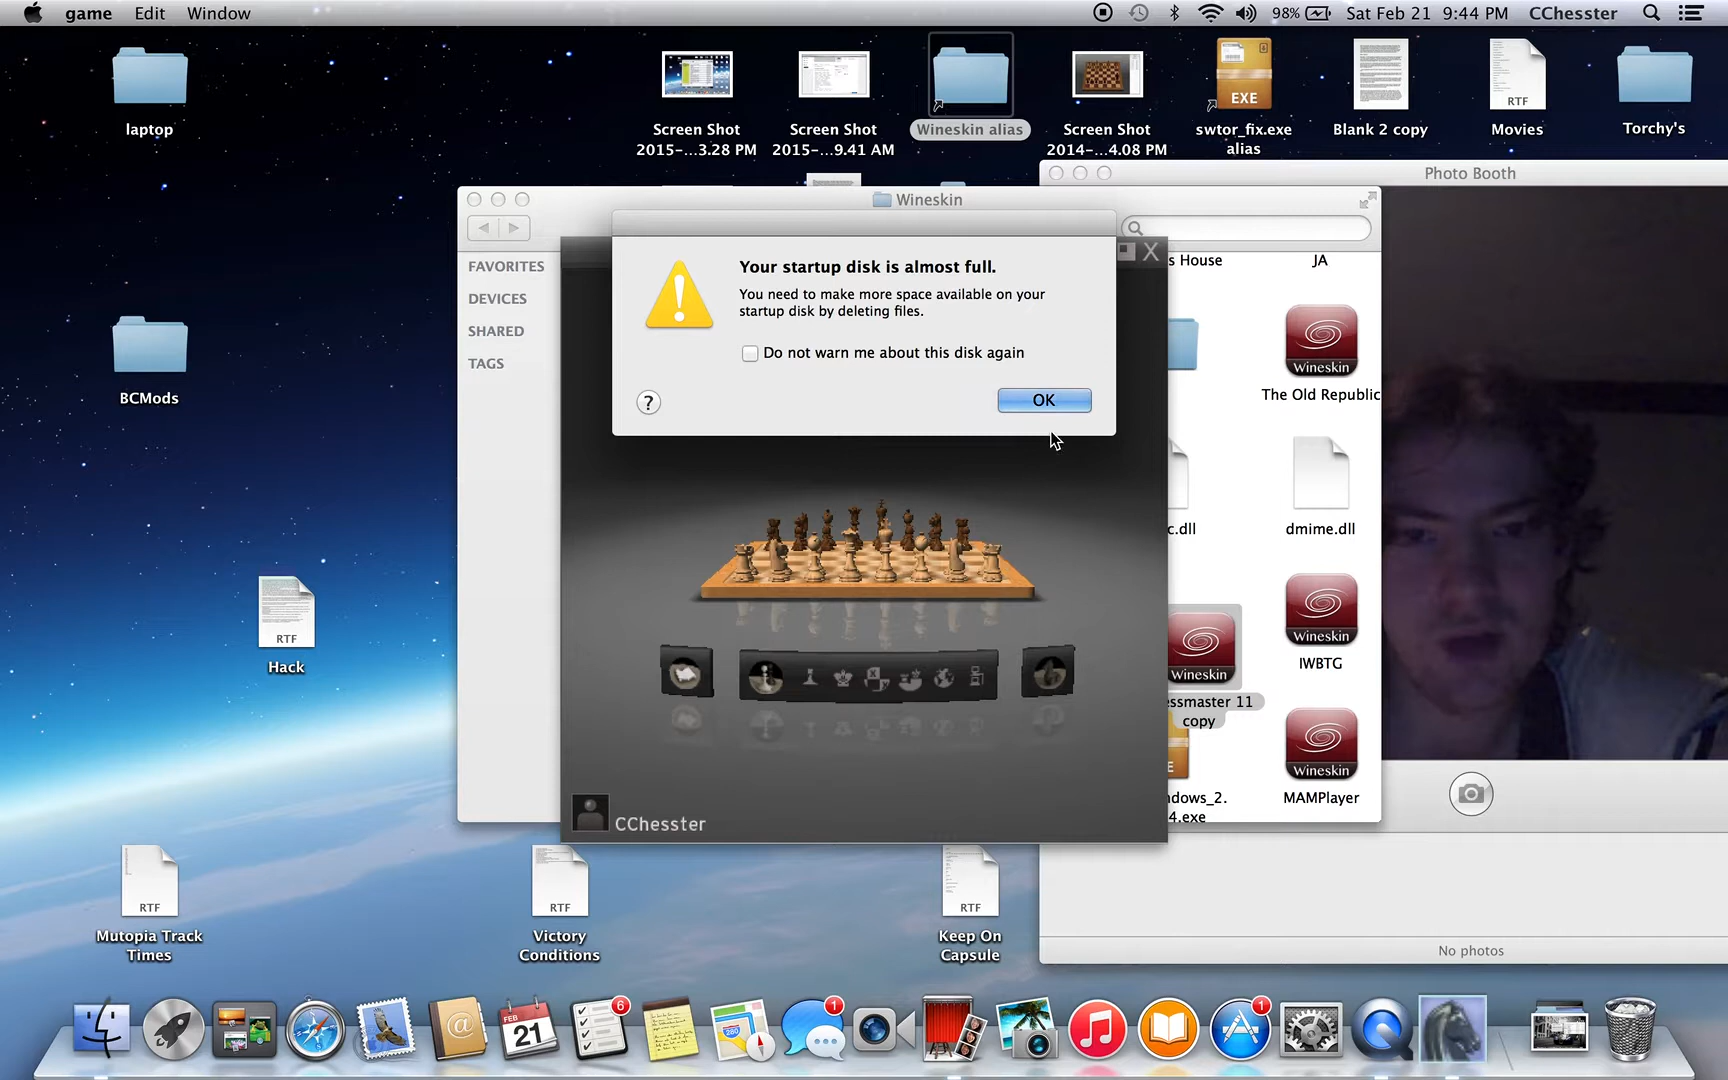 game Edit Window
98% Sat Feb 21 9:44 PM CChesster
laptop
Screen Shot
2015-...3.28 PM
Screen Shot
2015-...9.41 AM
Wineskin alias
Screen Shot
2014-...4.08 PM
EXE
swtor_fix.exe
alias
Blank 2 copy
RTF
Movies
Torchy's
Photo Booth
Wineskin
FAVORITES
DEVICES
SHARED
TAGS
Your startup disk is almost full.
You need to make more space available on your
startup disk by deleting files.
Do not warn me about this disk again
?
OK
X
s House
JA
Wineskin
The Old Republic
c.dll
dmime.dll
Wineskin
essmaster 11
copy
Wineskin
IWBTG
E
ndows_2.
4.exe
Wineskin
MAMPlayer
CChesster
BCMods
RTF
Hack
RTF
Mutopia Track
Times
RTF
Victory
Conditions
RTF
Keep On
Capsule
No photos
FEB
21
6
280
1
1